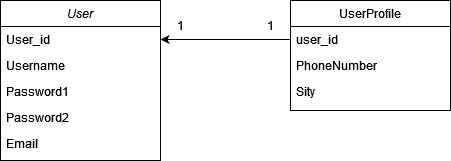 User
User_id
Username
Password1
Password2
Email
1
1
UserProfile
user_id
PhoneNumber
Sity